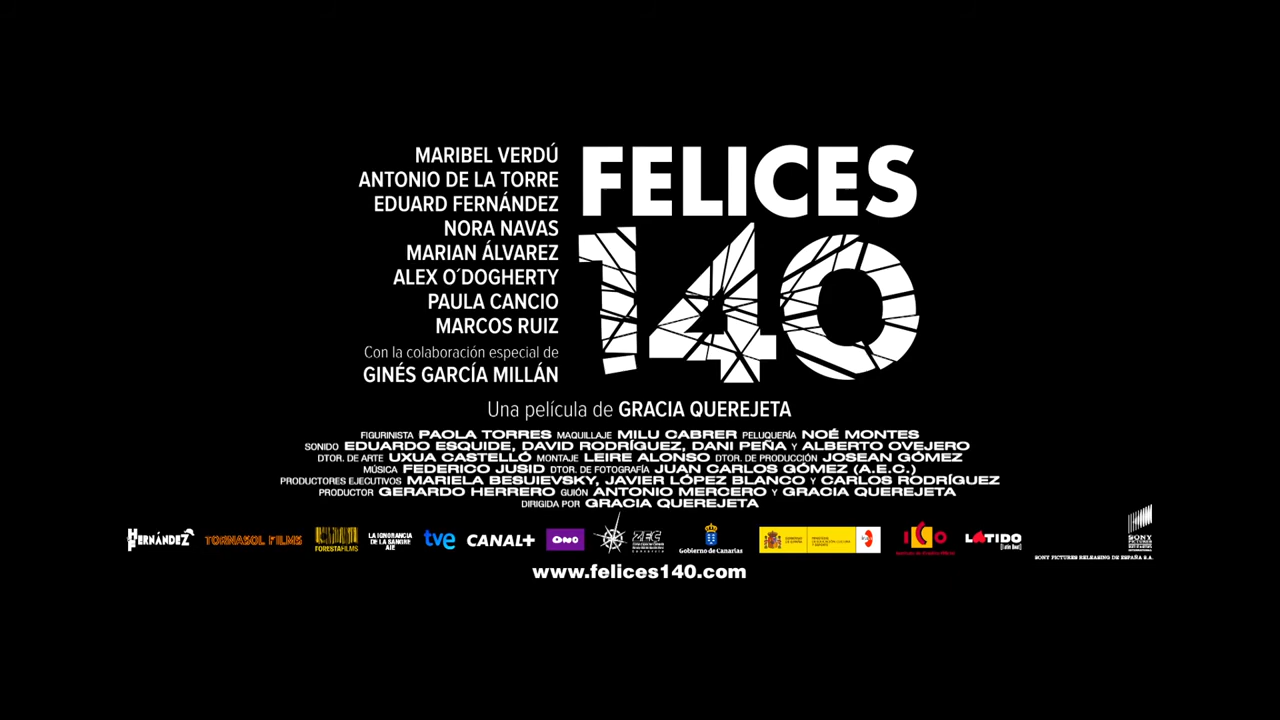 MARIBEL VERDÚ
ANTONIO DE LA TORRE
EDUARD FERNÁNDEZ
NORA NAVAS
MARIAN ÁLVAREZ
ALEX O´DOGHERTY
PAULA CANCIO
MARCOS RUIZ
Con la colaboración especial de
GINÉS GARCÍA MILLÁN
FELICES
140
Una película de GRACIA QUEREJETA
FIGURINISTA PAOLA TORRES MAQUILLAJE MILU CABRER PELUQUERÍA NOÉ MONTES
SONIDO EDUARDO ESQUIDE, DAVID RODRÍGUEZ, DANI PEÑA Y ALBERTO OVEJERO
DTOR. DE ARTE UXUA CASTELLÓ MONTAJE LEIRE ALONSO DTOR. DE PRODUCCIÓN JOSEAN GÓMEZ
MÚSICA FEDERICO JUSID DTOR. DE FOTOGRAFÍA JUAN CARLOS GÓMEZ (A.E.C.)
PRODUCTORES EJECUTIVOS MARIELA BESUIEVSKY, JAVIER LÓPEZ BLANCO Y CARLOS RODRÍGUEZ
PRODUCTOR GERARDO HERRERO GUIÓN ANTONIO MERCERO Y GRACIA QUEREJETA
DIRIGIDA POR GRACIA QUEREJETA
HERNÁNDEZ
TORNASOL FILMS
FORESTA FILMS
LA IGNORANCIA
DE LA SANGRE
AIE
tve
CANAL+
ONO
ZEC
Gobierno de Canarias
ICO
LATIDO
SONY
PICTURES
SONY PICTURES RELEASING DE ESPAÑA S.A.
www.felices140.com